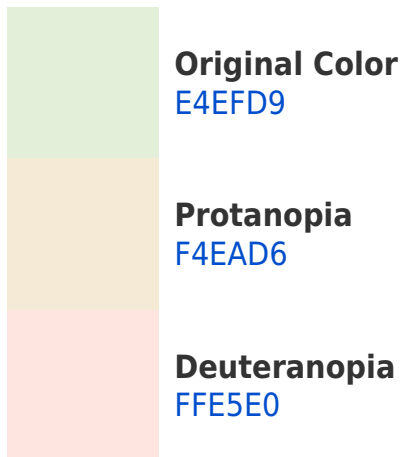 Original Color
E4EFD9
Protanopia
F4EAD6
Deuteranopia
FFE5E0